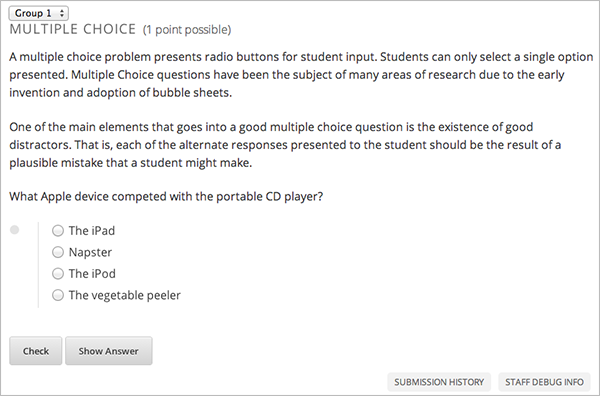 Group 1
MULTIPLE CHOICE (1 point possible)
A multiple choice problem presents radio buttons for student input. Students can only select a single option
presented. Multiple Choice questions have been the subject of many areas of research due to the early
invention and adoption of bubble sheets.
One of the main elements that goes into a good multiple choice question is the existence of good
distractors. That is, each of the alternate responses presented to the student should be the result of a
plausible mistake that a student might make.
What Apple device competed with the portable CD player?
The iPad
Napster
The iPod
The vegetable peeler
Check Show Answer
SUBMISSION HISTORY STAFF DEBUG INFO